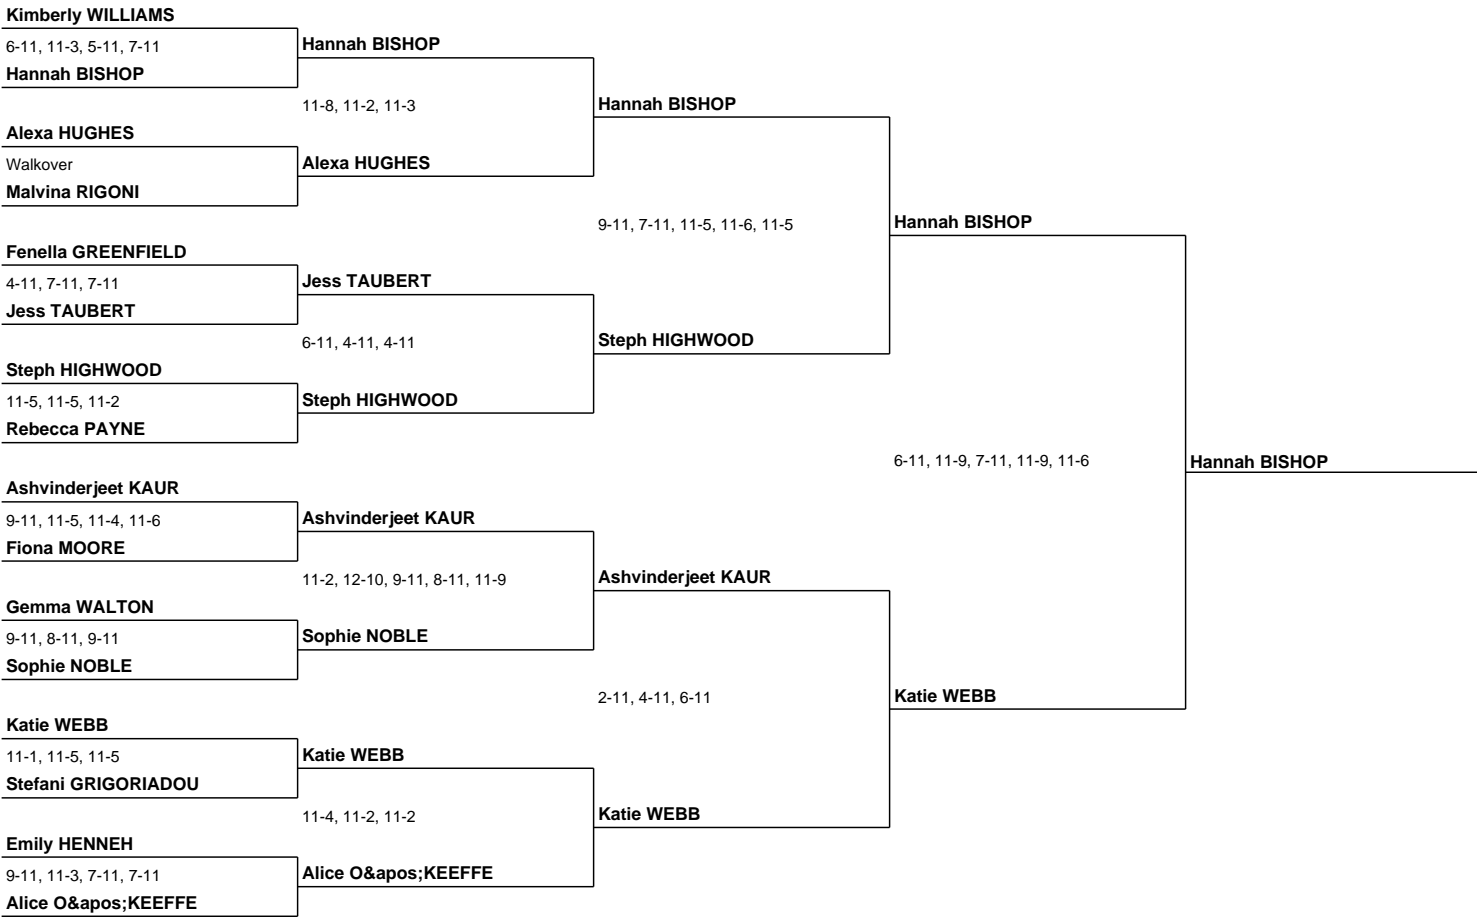 Kimberly WILLIAMS
6-11, 11-3, 5-11, 7-11
Hannah BISHOP
Alexa HUGHES
Walkover
Malvina RIGONI
Fenella GREENFIELD
4-11, 7-11, 7-11
Jess TAUBERT
Steph HIGHWOOD
11-5, 11-5, 11-2
Rebecca PAYNE
Ashvinderjeet KAUR
9-11, 11-5, 11-4, 11-6
Fiona MOORE
Gemma WALTON
9-11, 8-11, 9-11
Sophie NOBLE
Katie WEBB
11-1, 11-5, 11-5
Stefani GRIGORIADOU
Emily HENNEH
9-11, 11-3, 7-11, 7-11
Alice O&apos;KEEFFE
Hannah BISHOP
11-8, 11-2, 11-3
Alexa HUGHES
Jess TAUBERT
6-11, 4-11, 4-11
Steph HIGHWOOD
Ashvinderjeet KAUR
11-2, 12-10, 9-11, 8-11, 11-9
Sophie NOBLE
Katie WEBB
11-4, 11-2, 11-2
Alice O&apos;KEEFFE
Hannah BISHOP
9-11, 7-11, 11-5, 11-6, 11-5
Steph HIGHWOOD
Ashvinderjeet KAUR
2-11, 4-11, 6-11
Katie WEBB
Hannah BISHOP
6-11, 11-9, 7-11, 11-9, 11-6
Katie WEBB
Hannah BISHOP